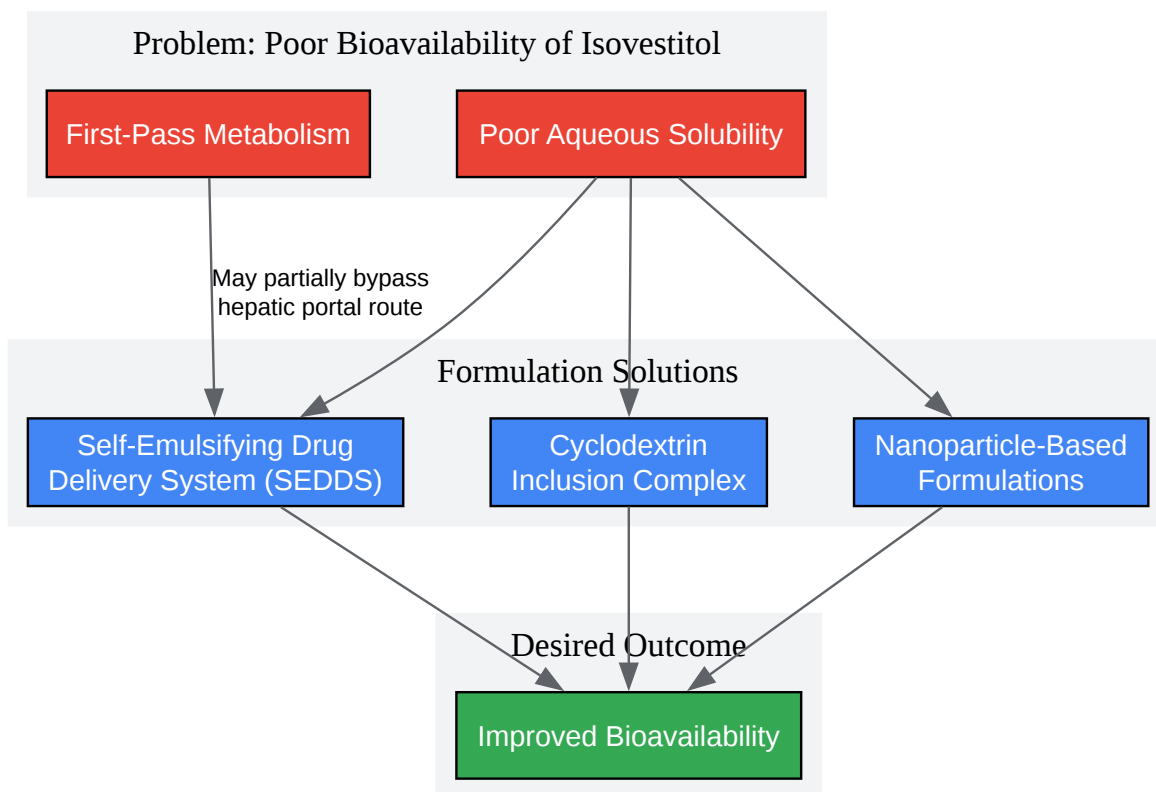 Problem: Poor Bioavailability of Isovestitol
First-Pass Metabolism
Poor Aqueous Solubility
May partially bypass
hepatic portal route
Formulation Solutions
Self-Emulsifying Drug
Delivery System (SEDDS)
Cyclodextrin
Inclusion Complex
Nanoparticle-Based
Formulations
Desired Outcome
Improved Bioavailability